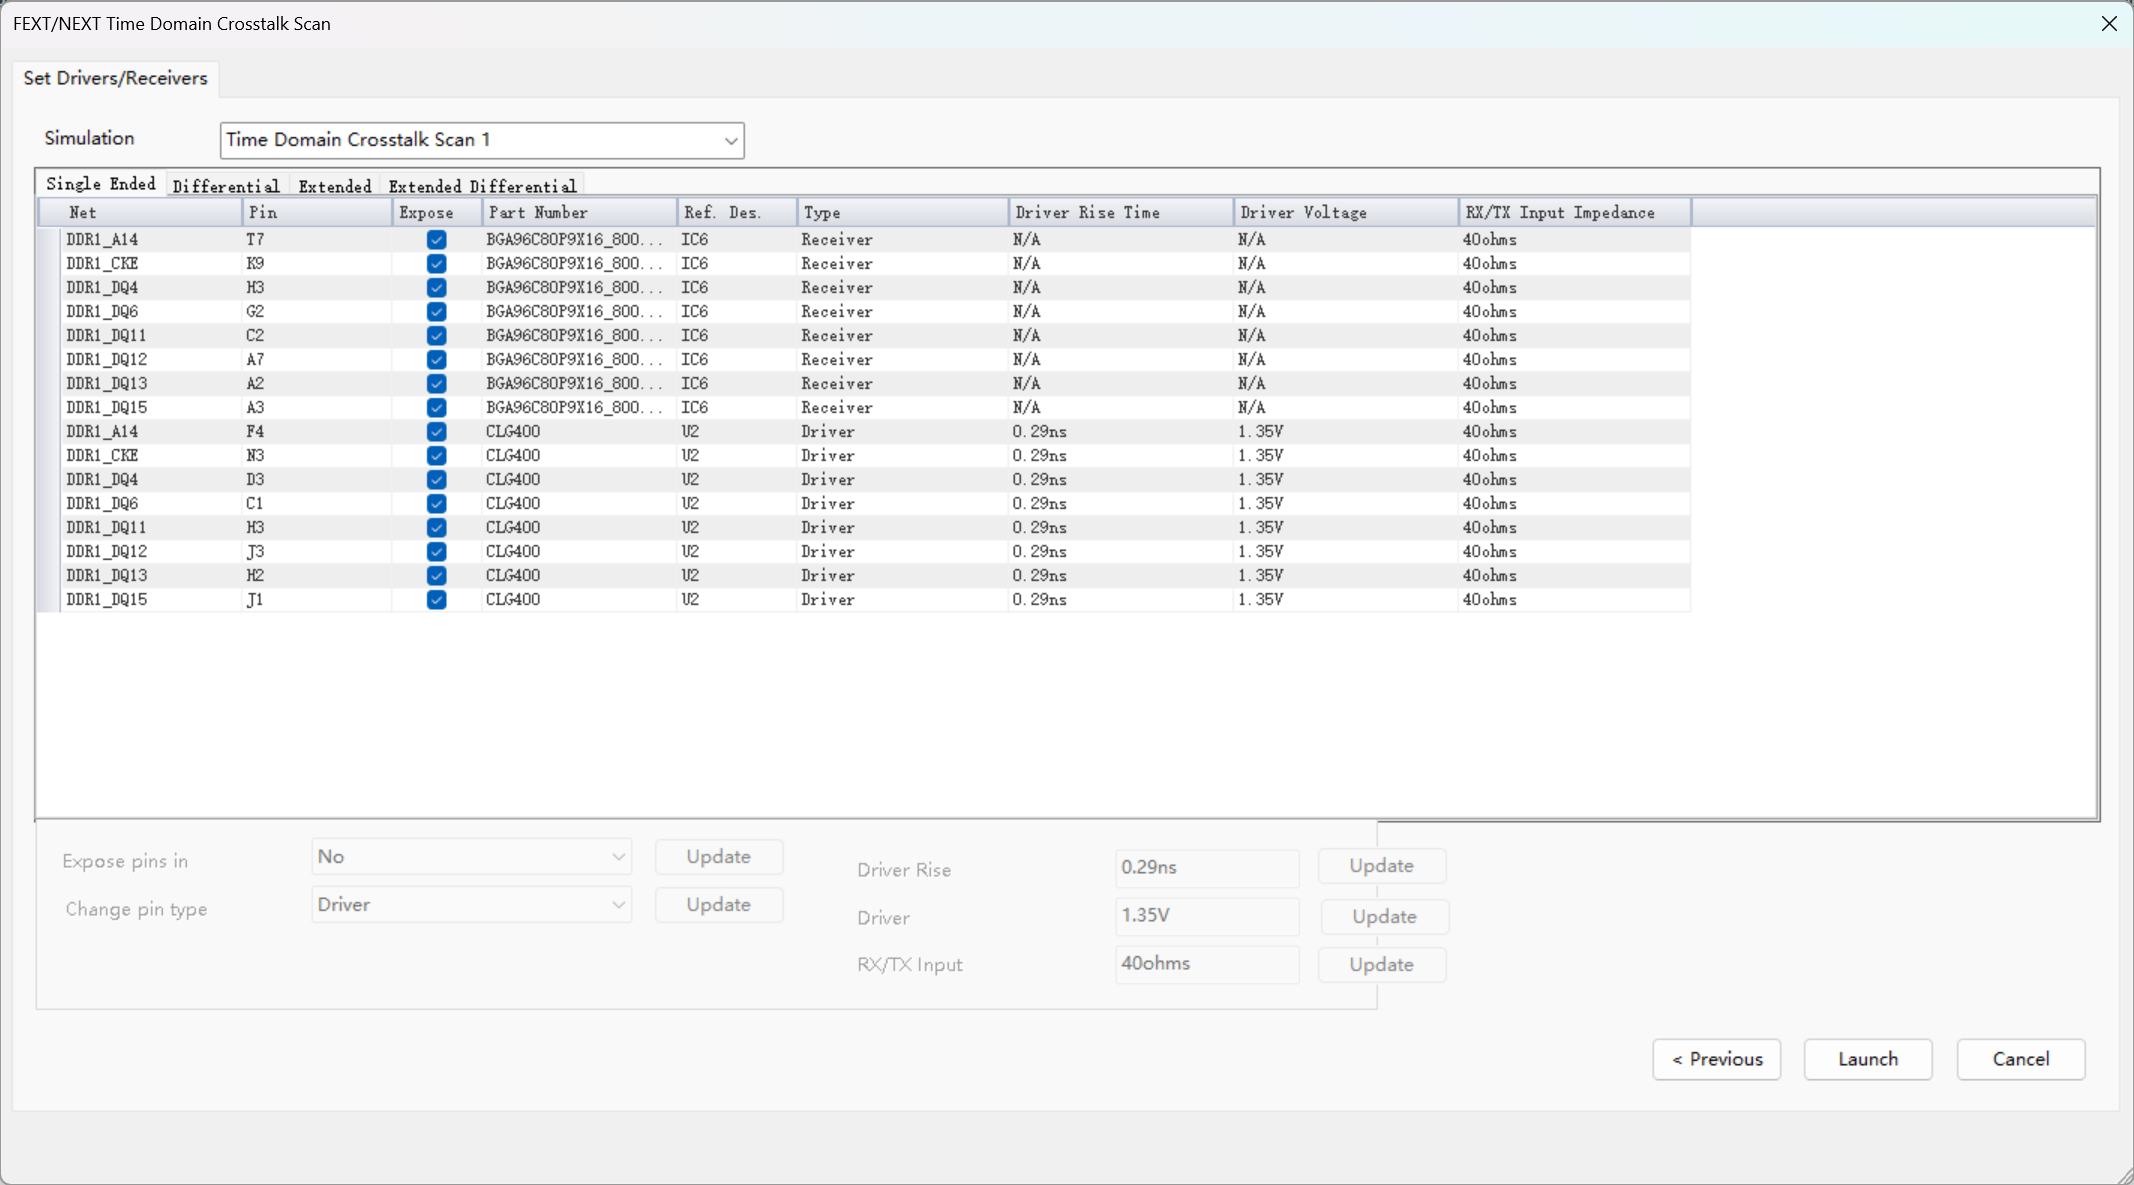 FEXT/NEXT Time Domain Crosstalk Scan
Set Drivers/Receivers
Simulation Time Domain Crosstalk Scan 1
Single Ended Differential Extended Extended Differential
Net Pin Expose Part Number Ref. Des. Type Driver Rise Time Driver Voltage RX/TX Input Impedance
DDR1_A14 T7 BGA96C80P9X16_800... IC6 Receiver N/A N/A 40ohms
DDR1_CKE K9 BGA96C80P9X16_800... IC6 Receiver N/A N/A 40ohms
DDR1_DQ4 H3 BGA96C80P9X16_800... IC6 Receiver N/A N/A 40ohms
DDR1_DQ6 G2 BGA96C80P9X16_800... IC6 Receiver N/A N/A 40ohms
DDR1_DQ11 C2 BGA96C80P9X16_800... IC6 Receiver N/A N/A 40ohms
DDR1_DQ12 A7 BGA96C80P9X16_800... IC6 Receiver N/A N/A 40ohms
DDR1_DQ13 A2 BGA96C80P9X16_800... IC6 Receiver N/A N/A 40ohms
DDR1_DQ15 A3 BGA96C80P9X16_800... IC6 Receiver N/A N/A 40ohms
DDR1_A14 F4 CLG400 U2 Driver 0.29ns 1.35V 40ohms
DDR1_CKE N3 CLG400 U2 Driver 0.29ns 1.35V 40ohms
DDR1_DQ4 D3 CLG400 U2 Driver 0.29ns 1.35V 40ohms
DDR1_DQ6 C1 CLG400 U2 Driver 0.29ns 1.35V 40ohms
DDR1_DQ11 H3 CLG400 U2 Driver 0.29ns 1.35V 40ohms
DDR1_DQ12 J3 CLG400 U2 Driver 0.29ns 1.35V 40ohms
DDR1_DQ13 H2 CLG400 U2 Driver 0.29ns 1.35V 40ohms
DDR1_DQ15 J1 CLG400 U2 Driver 0.29ns 1.35V 40ohms
Expose pins in No Update Driver Rise 0.29ns Update
Change pin type Driver Update Driver 1.35V Update
RX/TX Input 40ohms Update
< Previous Launch Cancel